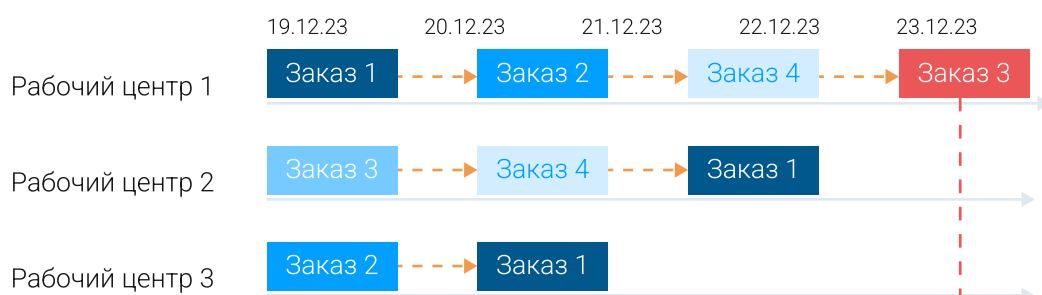 19.12.23 20.12.23 21.12.23 22.12.23 23.12.23
Рабочий центр 1 Заказ 1 Заказ 2 Заказ 4 Заказ 3
Рабочий центр 2 Заказ 3 Заказ 4 Заказ 1
Рабочий центр 3 Заказ 2 Заказ 1